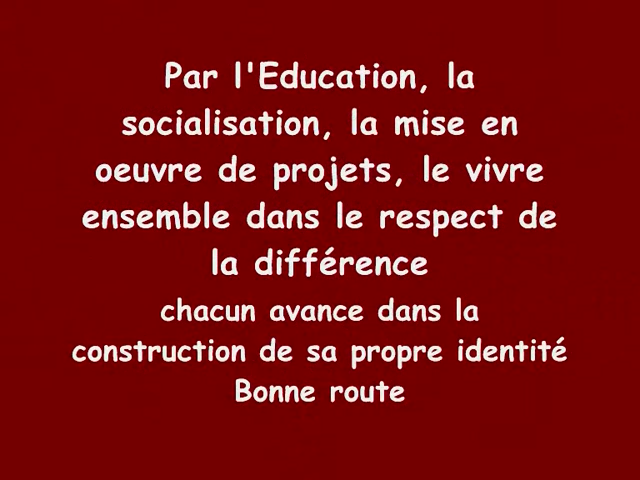 Par l'Education, la
socialisation, la mise en
oeuvre de projets, le vivre
ensemble dans le respect de
la différence
chacun avance dans la
construction de sa propre identité
Bonne route